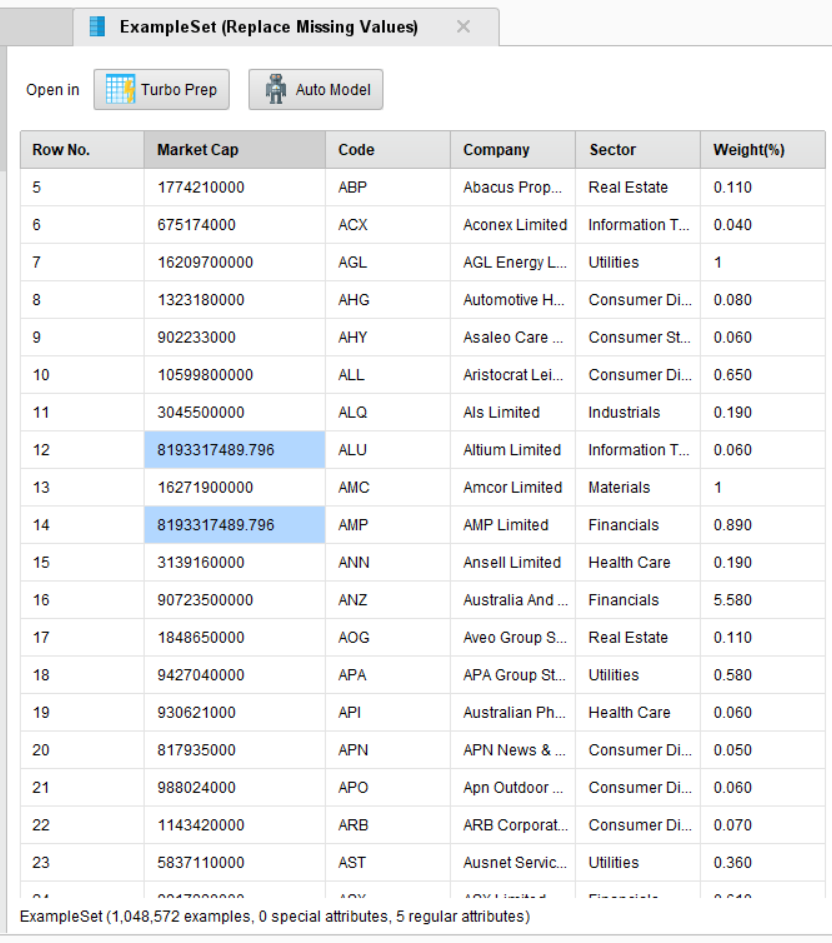 ExampleSet (Replace Missing Values)
Open in Turbo Prep Auto Model
Row No. Market Cap Code Company Sector Weight(%)
5 1774210000 ABP Abacus Prop... Real Estate 0.110
6 675174000 ACX Aconex Limited Information T... 0.040
7 16209700000 AGL AGL Energy L... Utilities 1
8 1323180000 AHG Automotive H... Consumer Di... 0.080
9 902233000 AHY Asaleo Care ... Consumer St... 0.060
10 10599800000 ALL Aristocrat Lei... Consumer Di... 0.650
11 3045500000 ALQ Als Limited Industrials 0.190
12 8193317489.796 ALU Altium Limited Information T... 0.060
13 16271900000 AMC Amcor Limited Materials 1
14 8193317489.796 AMP AMP Limited Financials 0.890
15 3139160000 ANN Ansell Limited Health Care 0.190
16 90723500000 ANZ Australia And ... Financials 5.580
17 1848650000 AOG Aveo Group S... Real Estate 0.110
18 9427040000 APA APA Group St... Utilities 0.580
19 930621000 API Australian Ph... Health Care 0.060
20 817935000 APN APN News & ... Consumer Di... 0.050
21 988024000 APO Apn Outdoor ... Consumer Di... 0.060
22 1143420000 ARB ARB Corporat... Consumer Di... 0.070
23 5837110000 AST Ausnet Servic... Utilities 0.360
ExampleSet (1,048,572 examples, 0 special attributes, 5 regular attributes)